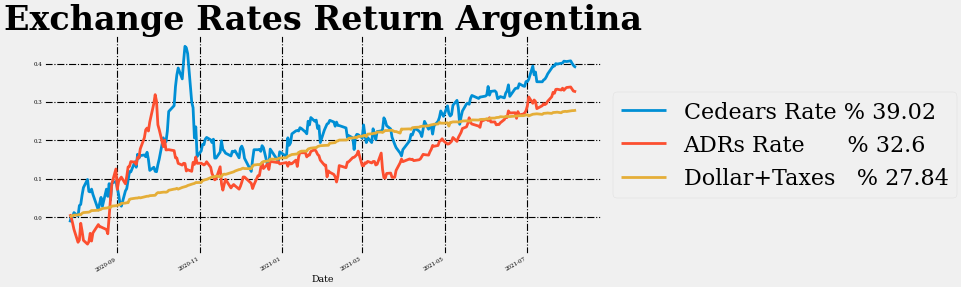 Exchange Rates Return Argentina
0.4
0.3
0.2
0.1
0.0
2020-09
2020-11
2021-01
2021-03
2021-05
2021-07
Date
Cedears Rate % 39.02
ADRs Rate % 32.6
Dollar+Taxes % 27.84